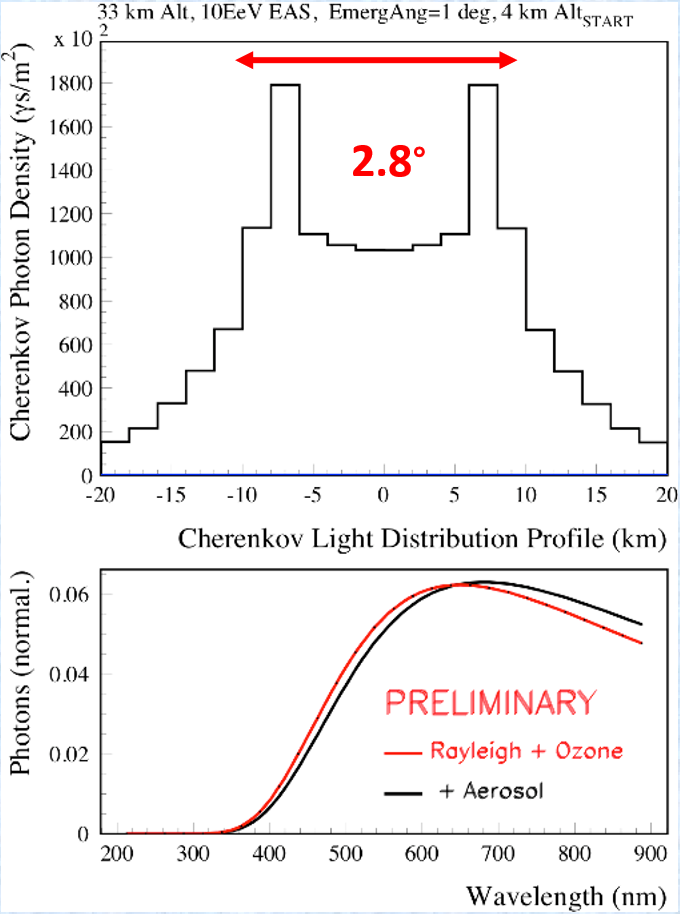 33 km Alt, 10EeV EAS, EmergAng=1 deg, 4 km Alt_START
x 10 2
Cherenkov Photon Density (γs/m²)
1800
1600
1400
1200
1000
800
600
400
200
0
2.8°
-20 -15 -10 -5 0 5 10 15 20
Cherenkov Light Distribution Profile (km)
Photons (normal.)
0.06
0.04
0.02
0
PRELIMINARY
Rayleigh + Ozone
+ Aerosol
200 300 400 500 600 700 800 900
Wavelength (nm)